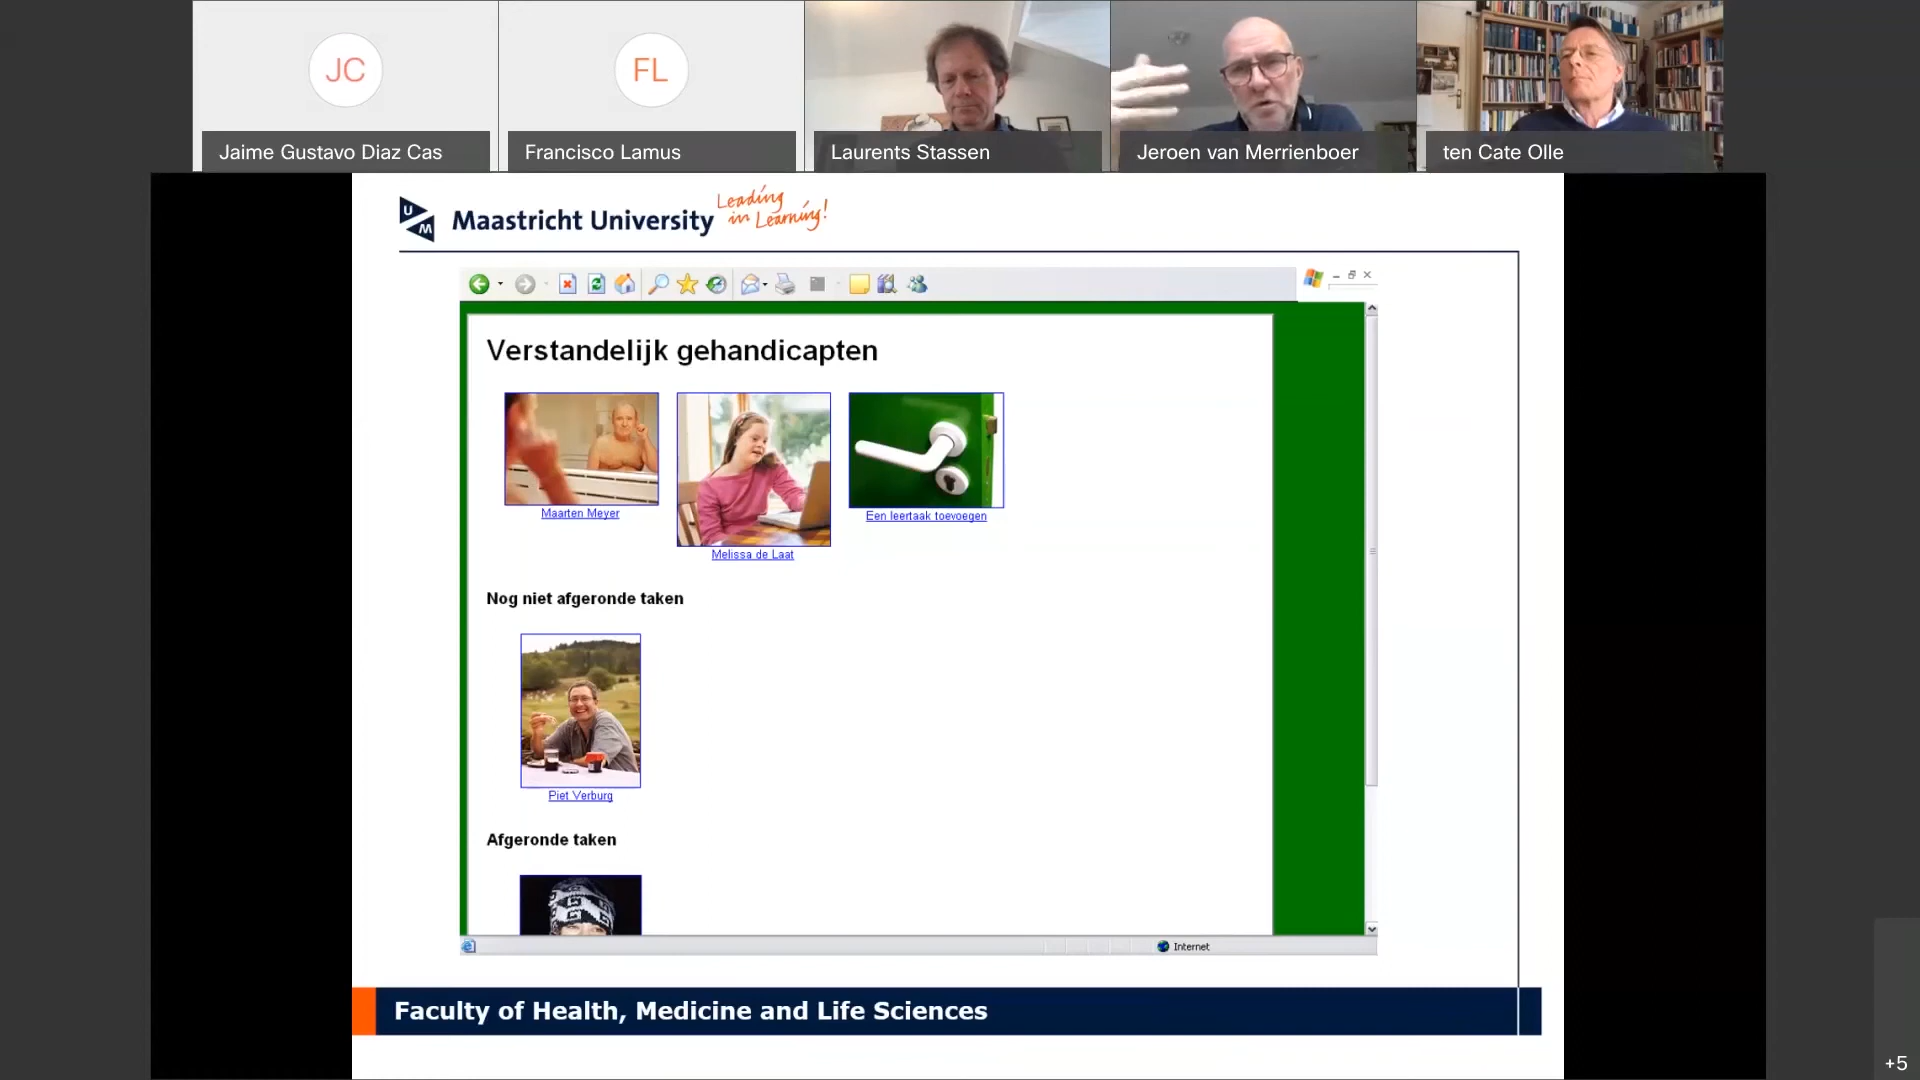 JC
FL
Jaime Gustavo Diaz Cas
Francisco Lamus
Laurents Stassen
Jeroen van Merrienboer
ten Cate Olle
UM
Maastricht University
Leading
in Learning!
Verstandelijk gehandicapten
Maarten Meyer
Melissa de Laat
Een leertaak toevoegen
Nog niet afgeronde taken
Piet Verburg
Afgeronde taken
Internet
Faculty of Health, Medicine and Life Sciences
+5